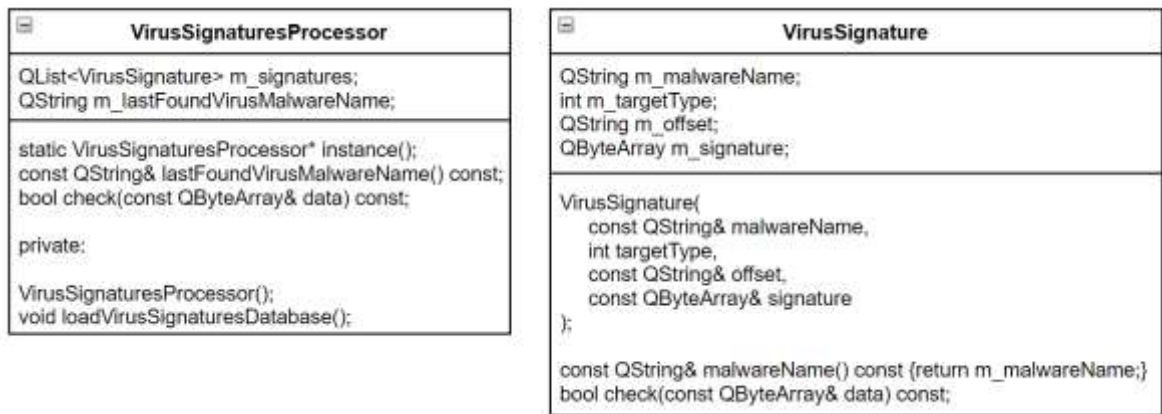 VirusSignaturesProcessor
QList<VirusSignature> m_signatures;
QString m_lastFoundVirusMalwareName;
static VirusSignaturesProcessor* instance();
const QString& lastFoundVirusMalwareName() const;
bool check(const QByteArray& data) const;
private:
VirusSignaturesProcessor();
void loadVirusSignaturesDatabase();
VirusSignature
QString m_malwareName;
int m_targetType;
QString m_offset;
QByteArray m_signature;
VirusSignature(
const QString& malwareName,
int targetType,
const QString& offset,
const QByteArray& signature
);
const QString& malwareName() const {return m_malwareName;}
bool check(const QByteArray& data) const;